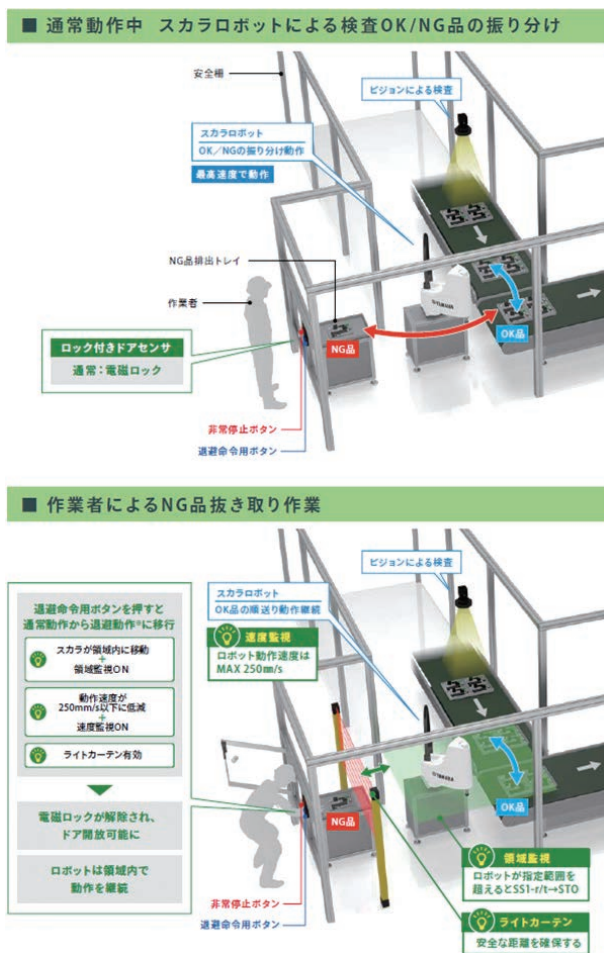 ■ 通常動作中 スカラロボットによる検査OK/NG品の振り分け
安全柵
ビジョンによる検査
スカラロボット
OK／NGの振り分け動作
最高速度で動作
NG品排出トレイ
作業者
YAMAHA
ロック付きドアセンサ
通常：電磁ロック
NG品
OK品
非常停止ボタン
退避命令用ボタン
■ 作業者によるNG品抜き取り作業
退避命令用ボタンを押すと
通常動作から退避動作※に移行
スカラが領域内に移動
+
領域監視ON
動作速度が
250mm/s以下に低減
+
速度監視ON
ライトカーテン有効
電磁ロックが解除され、
ドア開放可能に
ロボットは領域内で
動作を継続
ビジョンによる検査
スカラロボット
OK品の順送り動作継続
速度監視
ロボット動作速度は
MAX 250mm/s
YAMAHA
NG品
OK品
領域監視
ロボットが指定範囲を
超えるとSS1-r/t→STO
ライトカーテン
安全な距離を確保する
非常停止ボタン
退避命令用ボタン